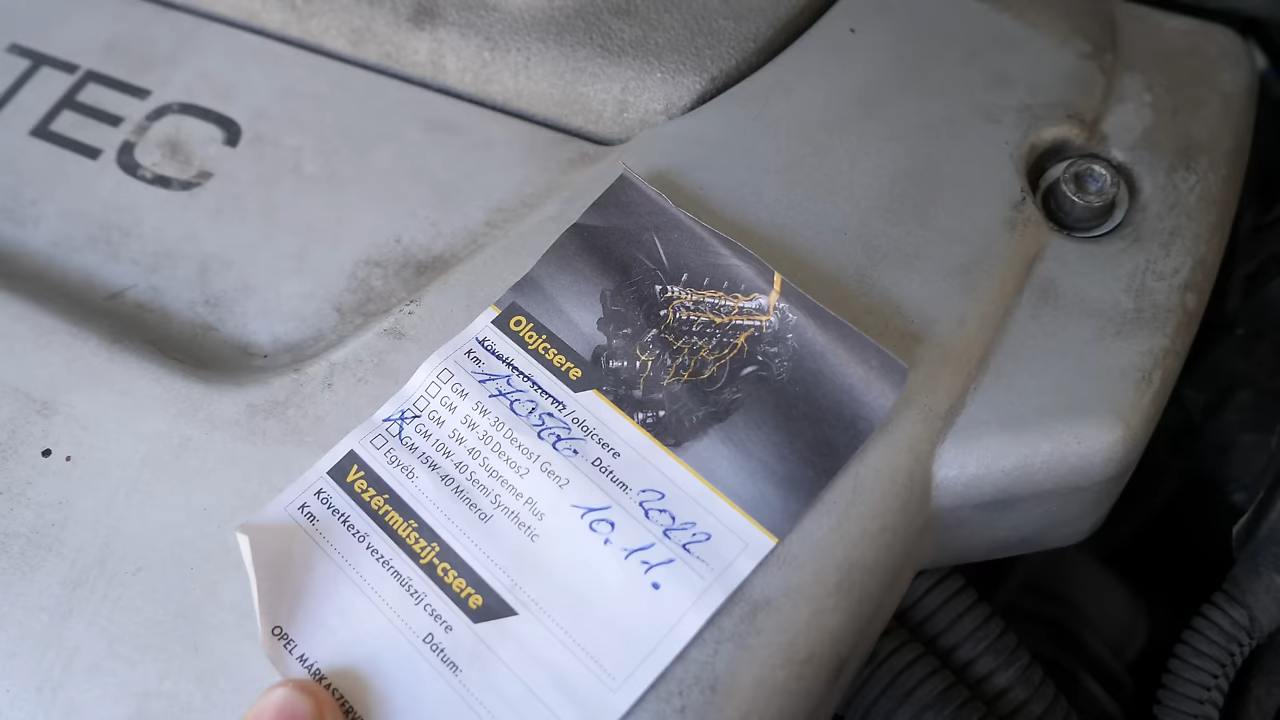 TEC
Olajcsere
Következő szerviz / olajcsere
Km: 170566. Dátum: 2022
10.11.
GM 5W-30 Dexos1 Gen2
GM 5W-30 Dexos2
GM 5W-40 Supreme Plus
GM 10W-40 Semi Synthetic
GM 15W-40 Mineral
Egyéb:
Vezérműszíj-csere
Következő vezérműszíj csere
Km: Dátum:
OPEL MÁRKASZERV